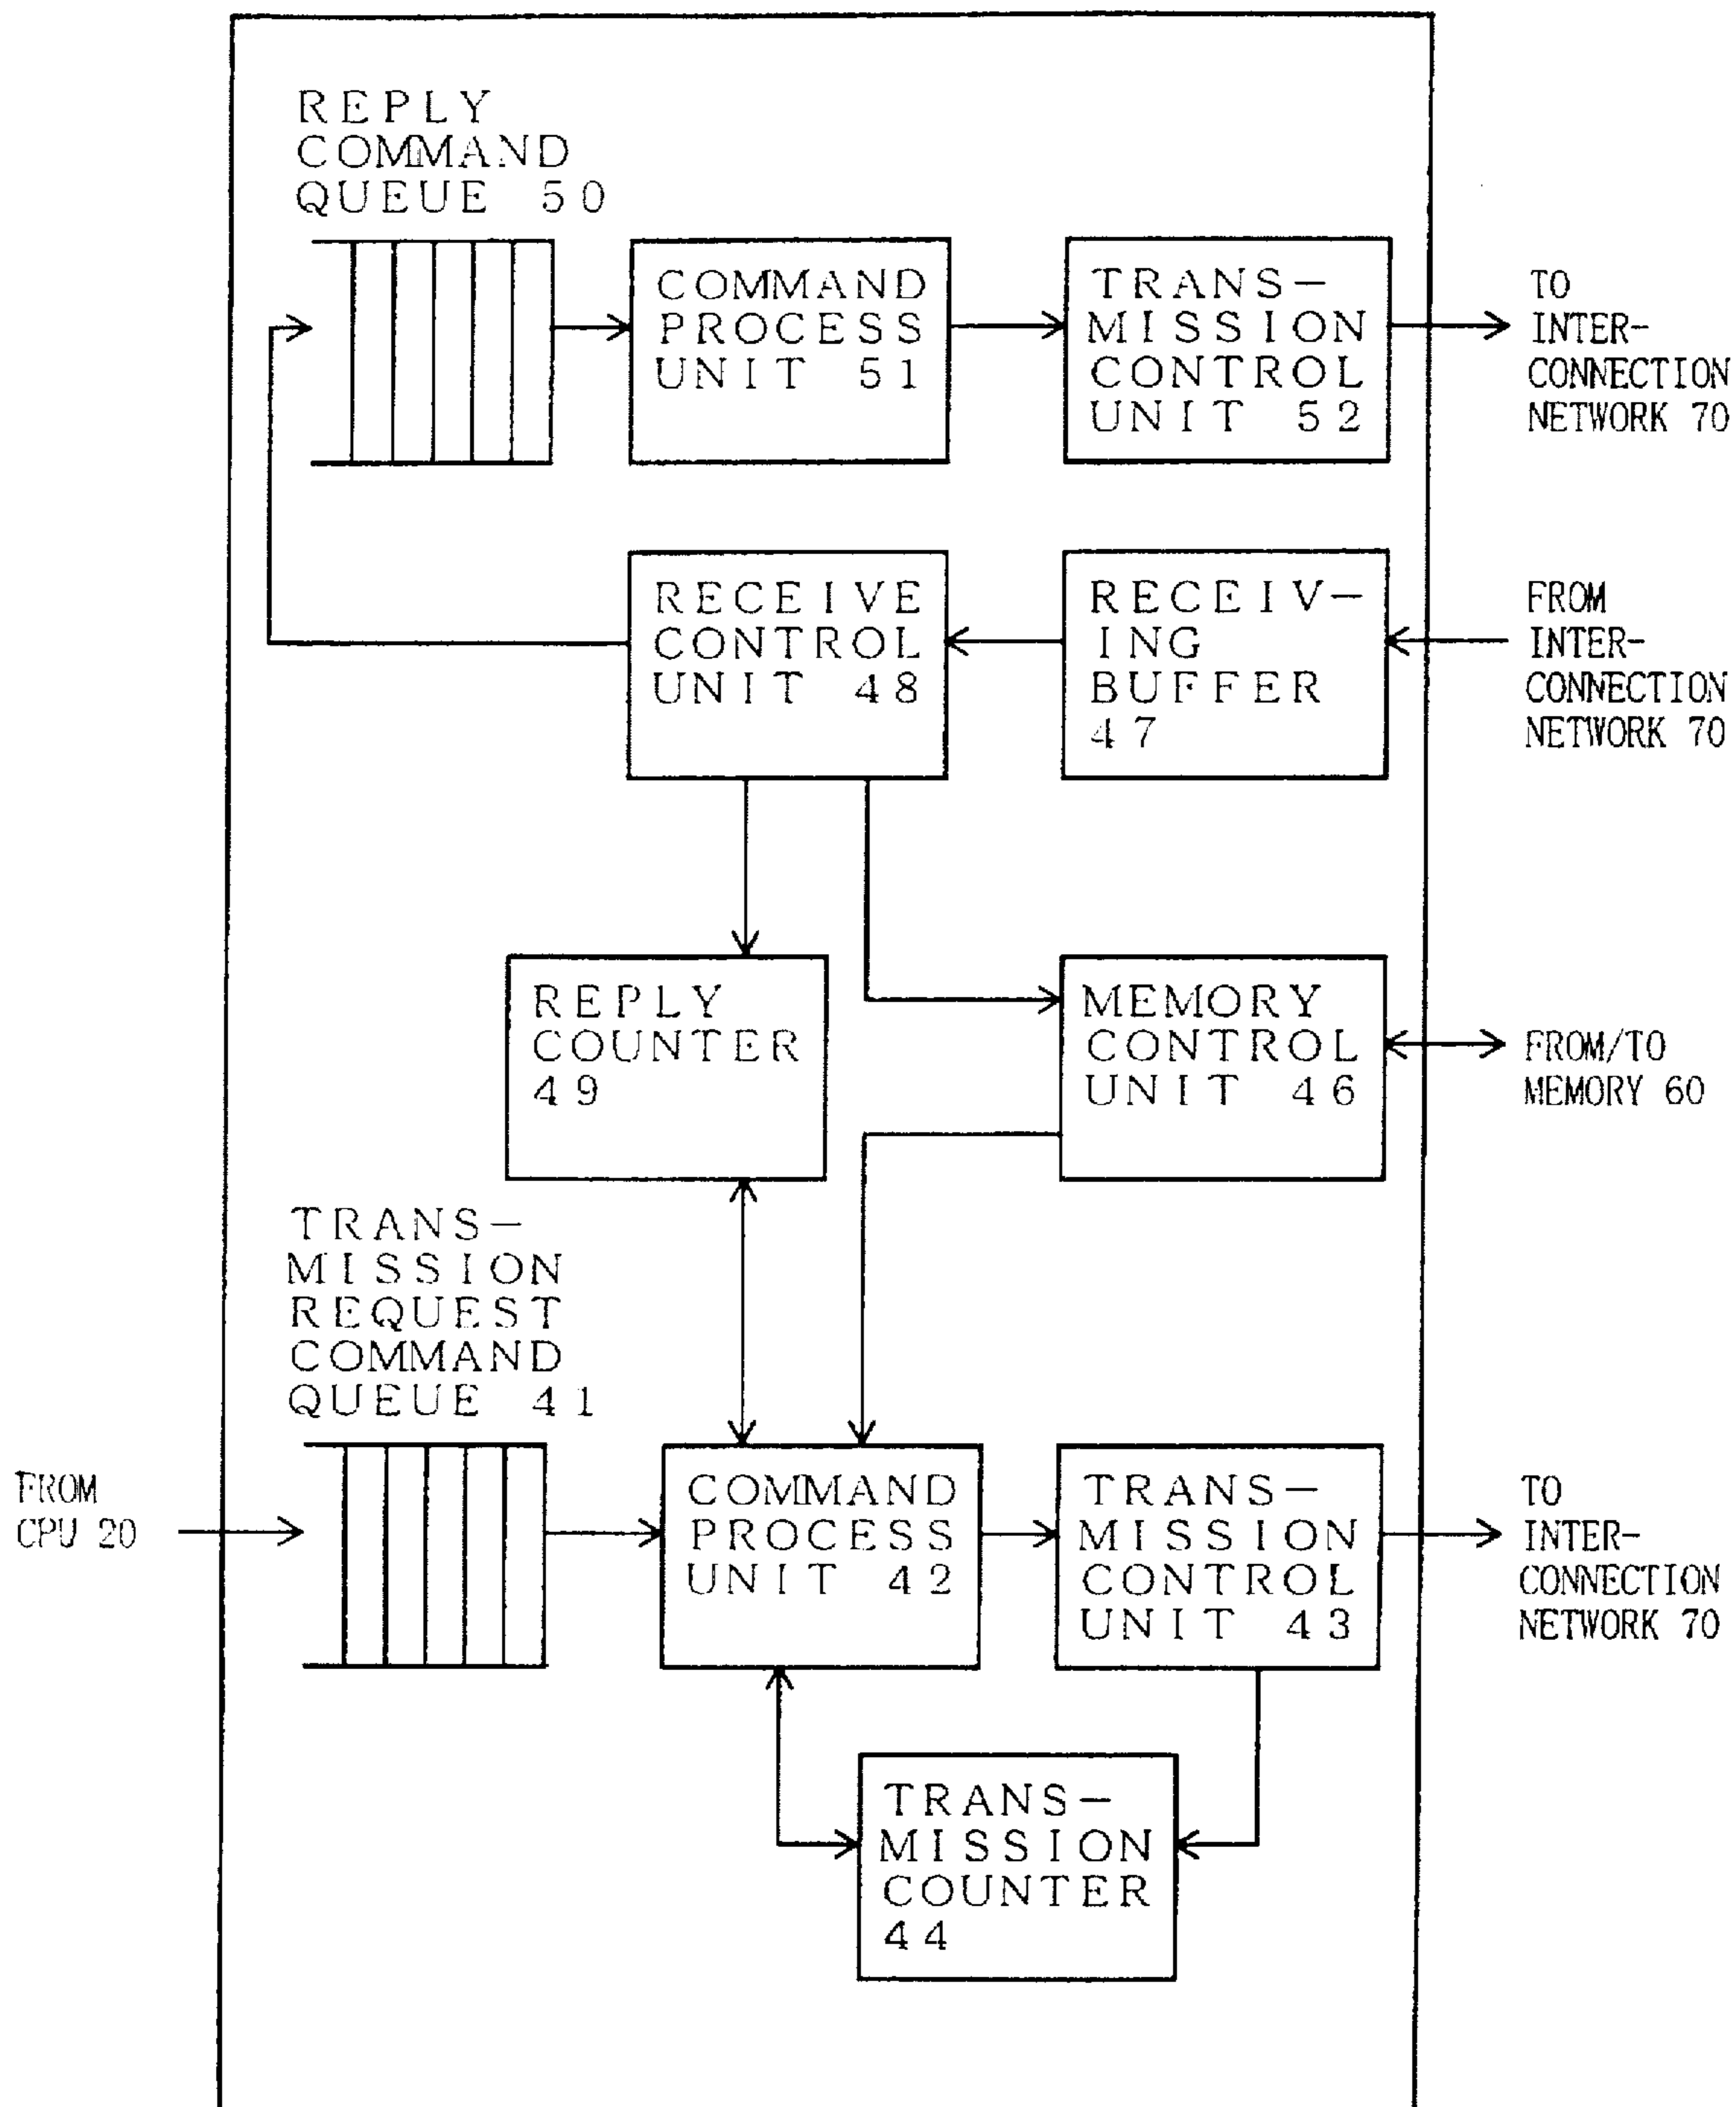 REPLY
COMMAND
QUEUE 50
COMMAND
PROCESS
UNIT 51
TRANS-
MISSION
CONTROL
UNIT 52
TO
INTER-
CONNECTION
NETWORK 70
RECEIVE
CONTROL
UNIT 48
RECEIV-
ING
BUFFER
47
FROM
INTER-
CONNECTION
NETWORK 70
REPLY
COUNTER
49
MEMORY
CONTROL
UNIT 46
FROM/TO
MEMORY 60
TRANS-
MISSION
REQUEST
COMMAND
QUEUE 41
FROM
CPU 20
COMMAND
PROCESS
UNIT 42
TRANS-
MISSION
CONTROL
UNIT 43
TO
INTER-
CONNECTION
NETWORK 70
TRANS-
MISSION
COUNTER
44